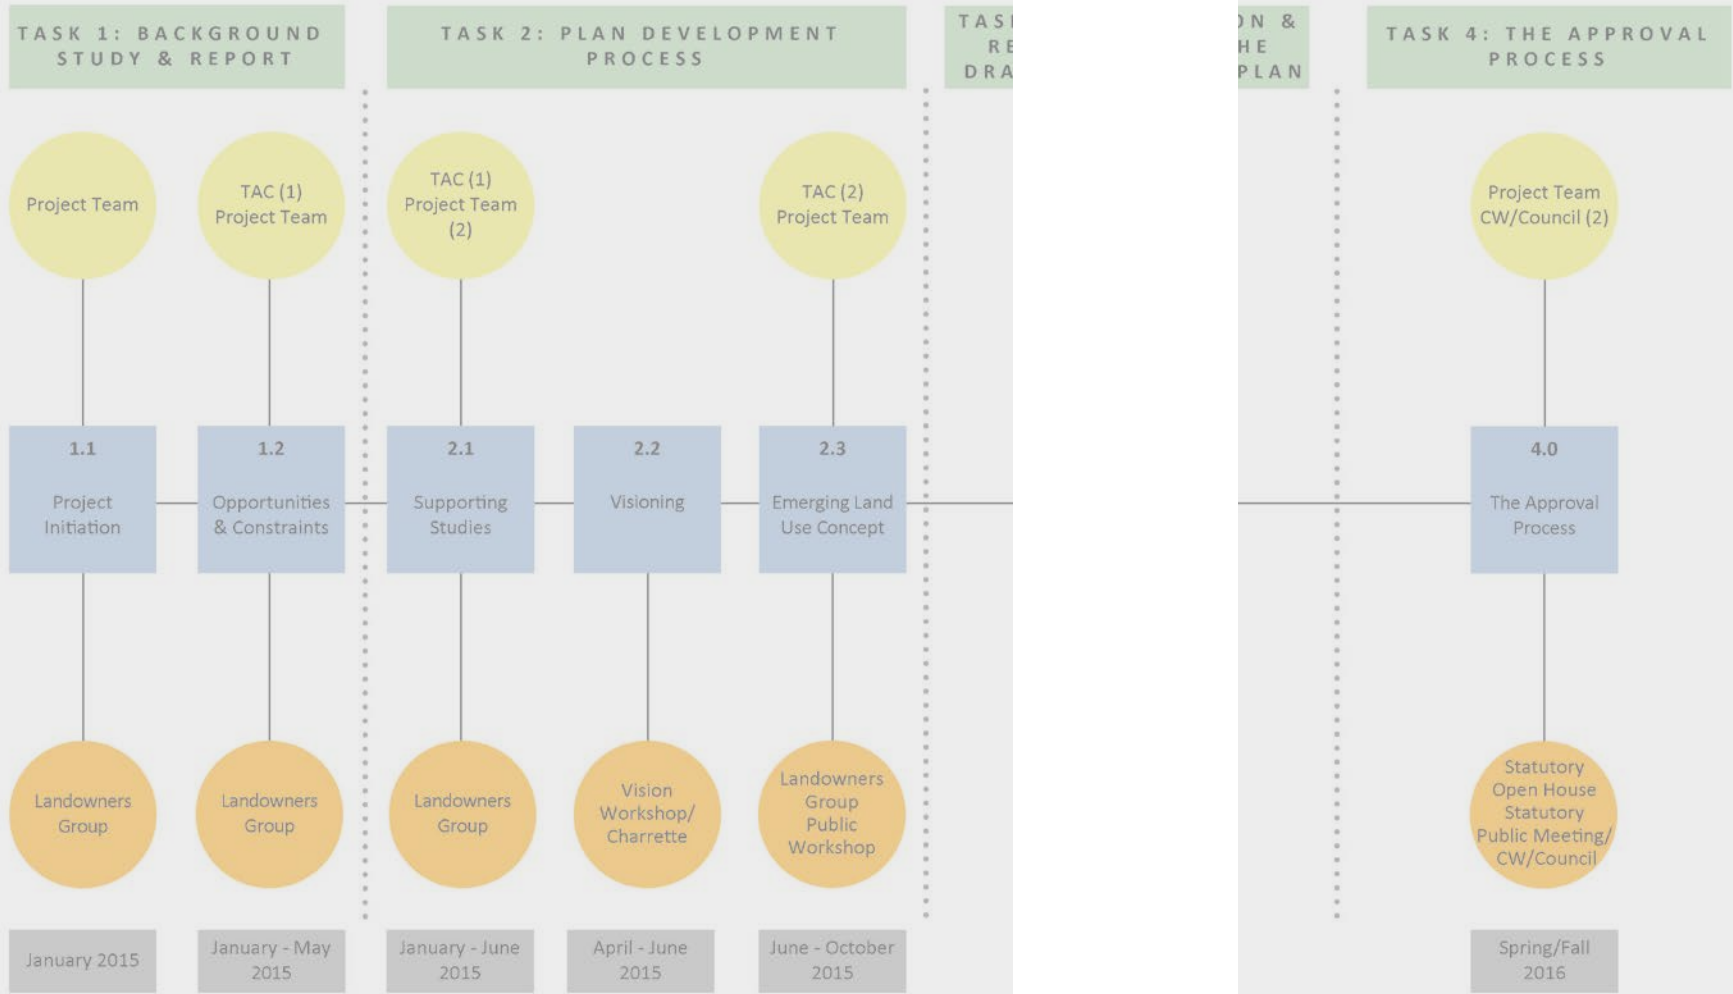 TASK 1: BACKGROUND
STUDY & REPORT
TASK 2: PLAN DEVELOPMENT
PROCESS
HE
PLAN
TASK 4: THE APPROVAL
PROCESS
Project Team
TAC (1)
Project Team
TAC (1)
Project Team
(2)
TAC (2)
Project Team
Project Team
CW/Council (2)
1.1
Project
Initiation
1.2
Opportunities
& Constraints
2.1
Supporting
Studies
2.2
Visioning
2.3
Emerging Land
Use Concept
4.0
The Approval
Process
Landowners
Group
Landowners
Group
Landowners
Group
Vision
Workshop/
Charrette
Landowners
Group
Public
Workshop
Statutory
Open House
Statutory
Public Meeting/
CW/Council
January 2015
January - May
2015
January - June
2015
April - June
2015
June - October
2015
Spring/Fall
2016